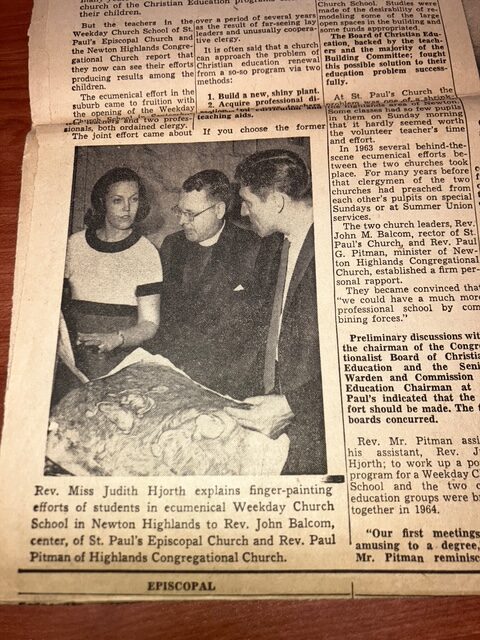 their children.
But the teachers in the
Weekday Church School of St.
Paul's Episcopal Church and
the Newton Highlands Congre-
gational Church report that
they now can see their efforts
producing results among the
children.
The ecumenical effort in the
suburb came to fruition with
the opening of the Weekday
sionals, both ordained clergy.
The joint effort came about
church of the Christian Education
over a period of several years
as the result of far-seeing lay
leaders and unusually coopera-
tive clergy.
It is often said that a church
can approach the problem of
Christian education renewal
from a so-so program via two
methods:
1. Build a new, shiny plant.
2. Acquire professional di-
teaching aids.
If you choose the former
Church School. Studies were
made of the desirability of re-
modeling some of the large
open spaces in the building and
some funds appropriated.
The Board of Christian
Education, backed by the teach-
ers and the majority of the
Building Committee, fought
this possible solution to their
education problem success-
fully.
At St. Paul's Church the
in them on Sunday morning
that it hardly seemed worth
the volunteer teacher's time
and effort.
In 1963 several behind-the-
scene ecumenical efforts be-
tween the two churches took
place. For many years before
that clergymen of the two
churches had preached from
each other's pulpits on special
Sundays or at Summer Union
services.
The two church leaders, Rev.
John M. Balcom, rector of St.
Paul's Church, and Rev. Paul
G. Pitman, minister of New-
ton Highlands Congregational
Church, established a firm per-
sonal rapport.
They became convinced that
"we could have a much more
professional school by com-
bining forces."
Preliminary discussions with
the chairman of the Congre-
tionalist Board of Christia
Education and the Seni
Warden and Commission
Education Chairman at
Paul's indicated that the
fort should be made. The t
boards concurred.
Rev. Mr. Pitman assi
his assistant, Rev. J
Hjorth; to work up a po
program for a Weekday C
School and the two c
education groups were br
together in 1964.
"Our first meetings
amusing to a degree,
Mr. Pitman reminisc
Rev. Miss Judith Hjorth explains finger-painting
efforts of students in ecumenical Weekday Church
School in Newton Highlands to Rev. John Balcom,
center, of St. Paul's Episcopal Church and Rev. Paul
Pitman of Highlands Congregational Church.
EPISCOPAL